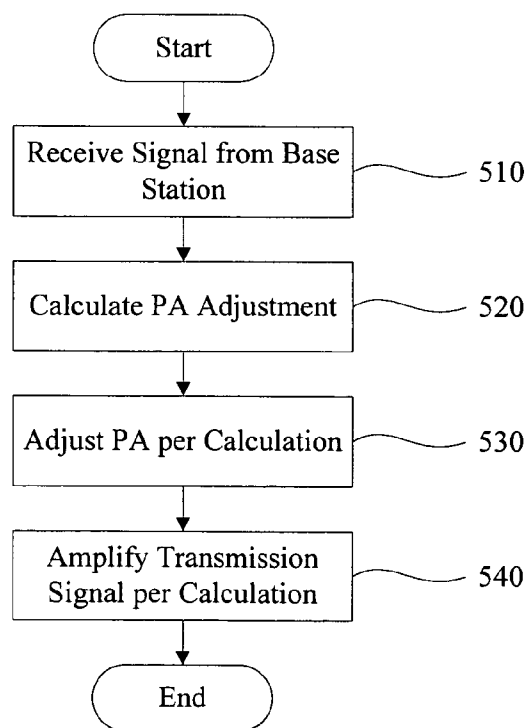 Start
Receive Signal from Base
Station
510
Calculate PA Adjustment
520
Adjust PA per Calculation
530
Amplify Transmission
Signal per Calculation
540
End